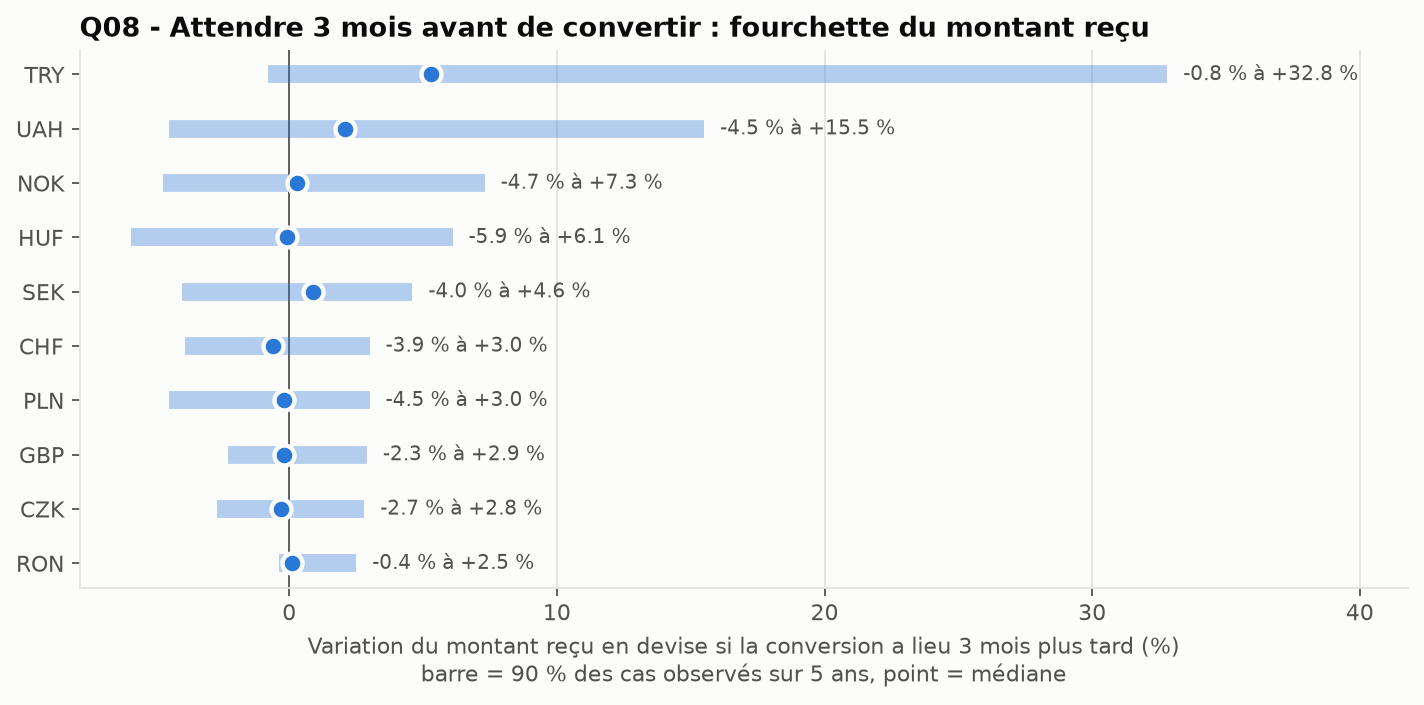 Q08 - Attendre 3 mois avant de convertir : fourchette du montant reçu
TRY
-0.8 % à +32.8 %
UAH
-4.5 % à +15.5 %
NOK
-4.7 % à +7.3 %
HUF
-5.9 % à +6.1 %
SEK
-4.0 % à +4.6 %
CHF
-3.9 % à +3.0 %
PLN
-4.5 % à +3.0 %
GBP
-2.3 % à +2.9 %
CZK
-2.7 % à +2.8 %
RON
-0.4 % à +2.5 %
0 10 20 30 40
Variation du montant reçu en devise si la conversion a lieu 3 mois plus tard (%)
barre = 90 % des cas observés sur 5 ans, point = médiane